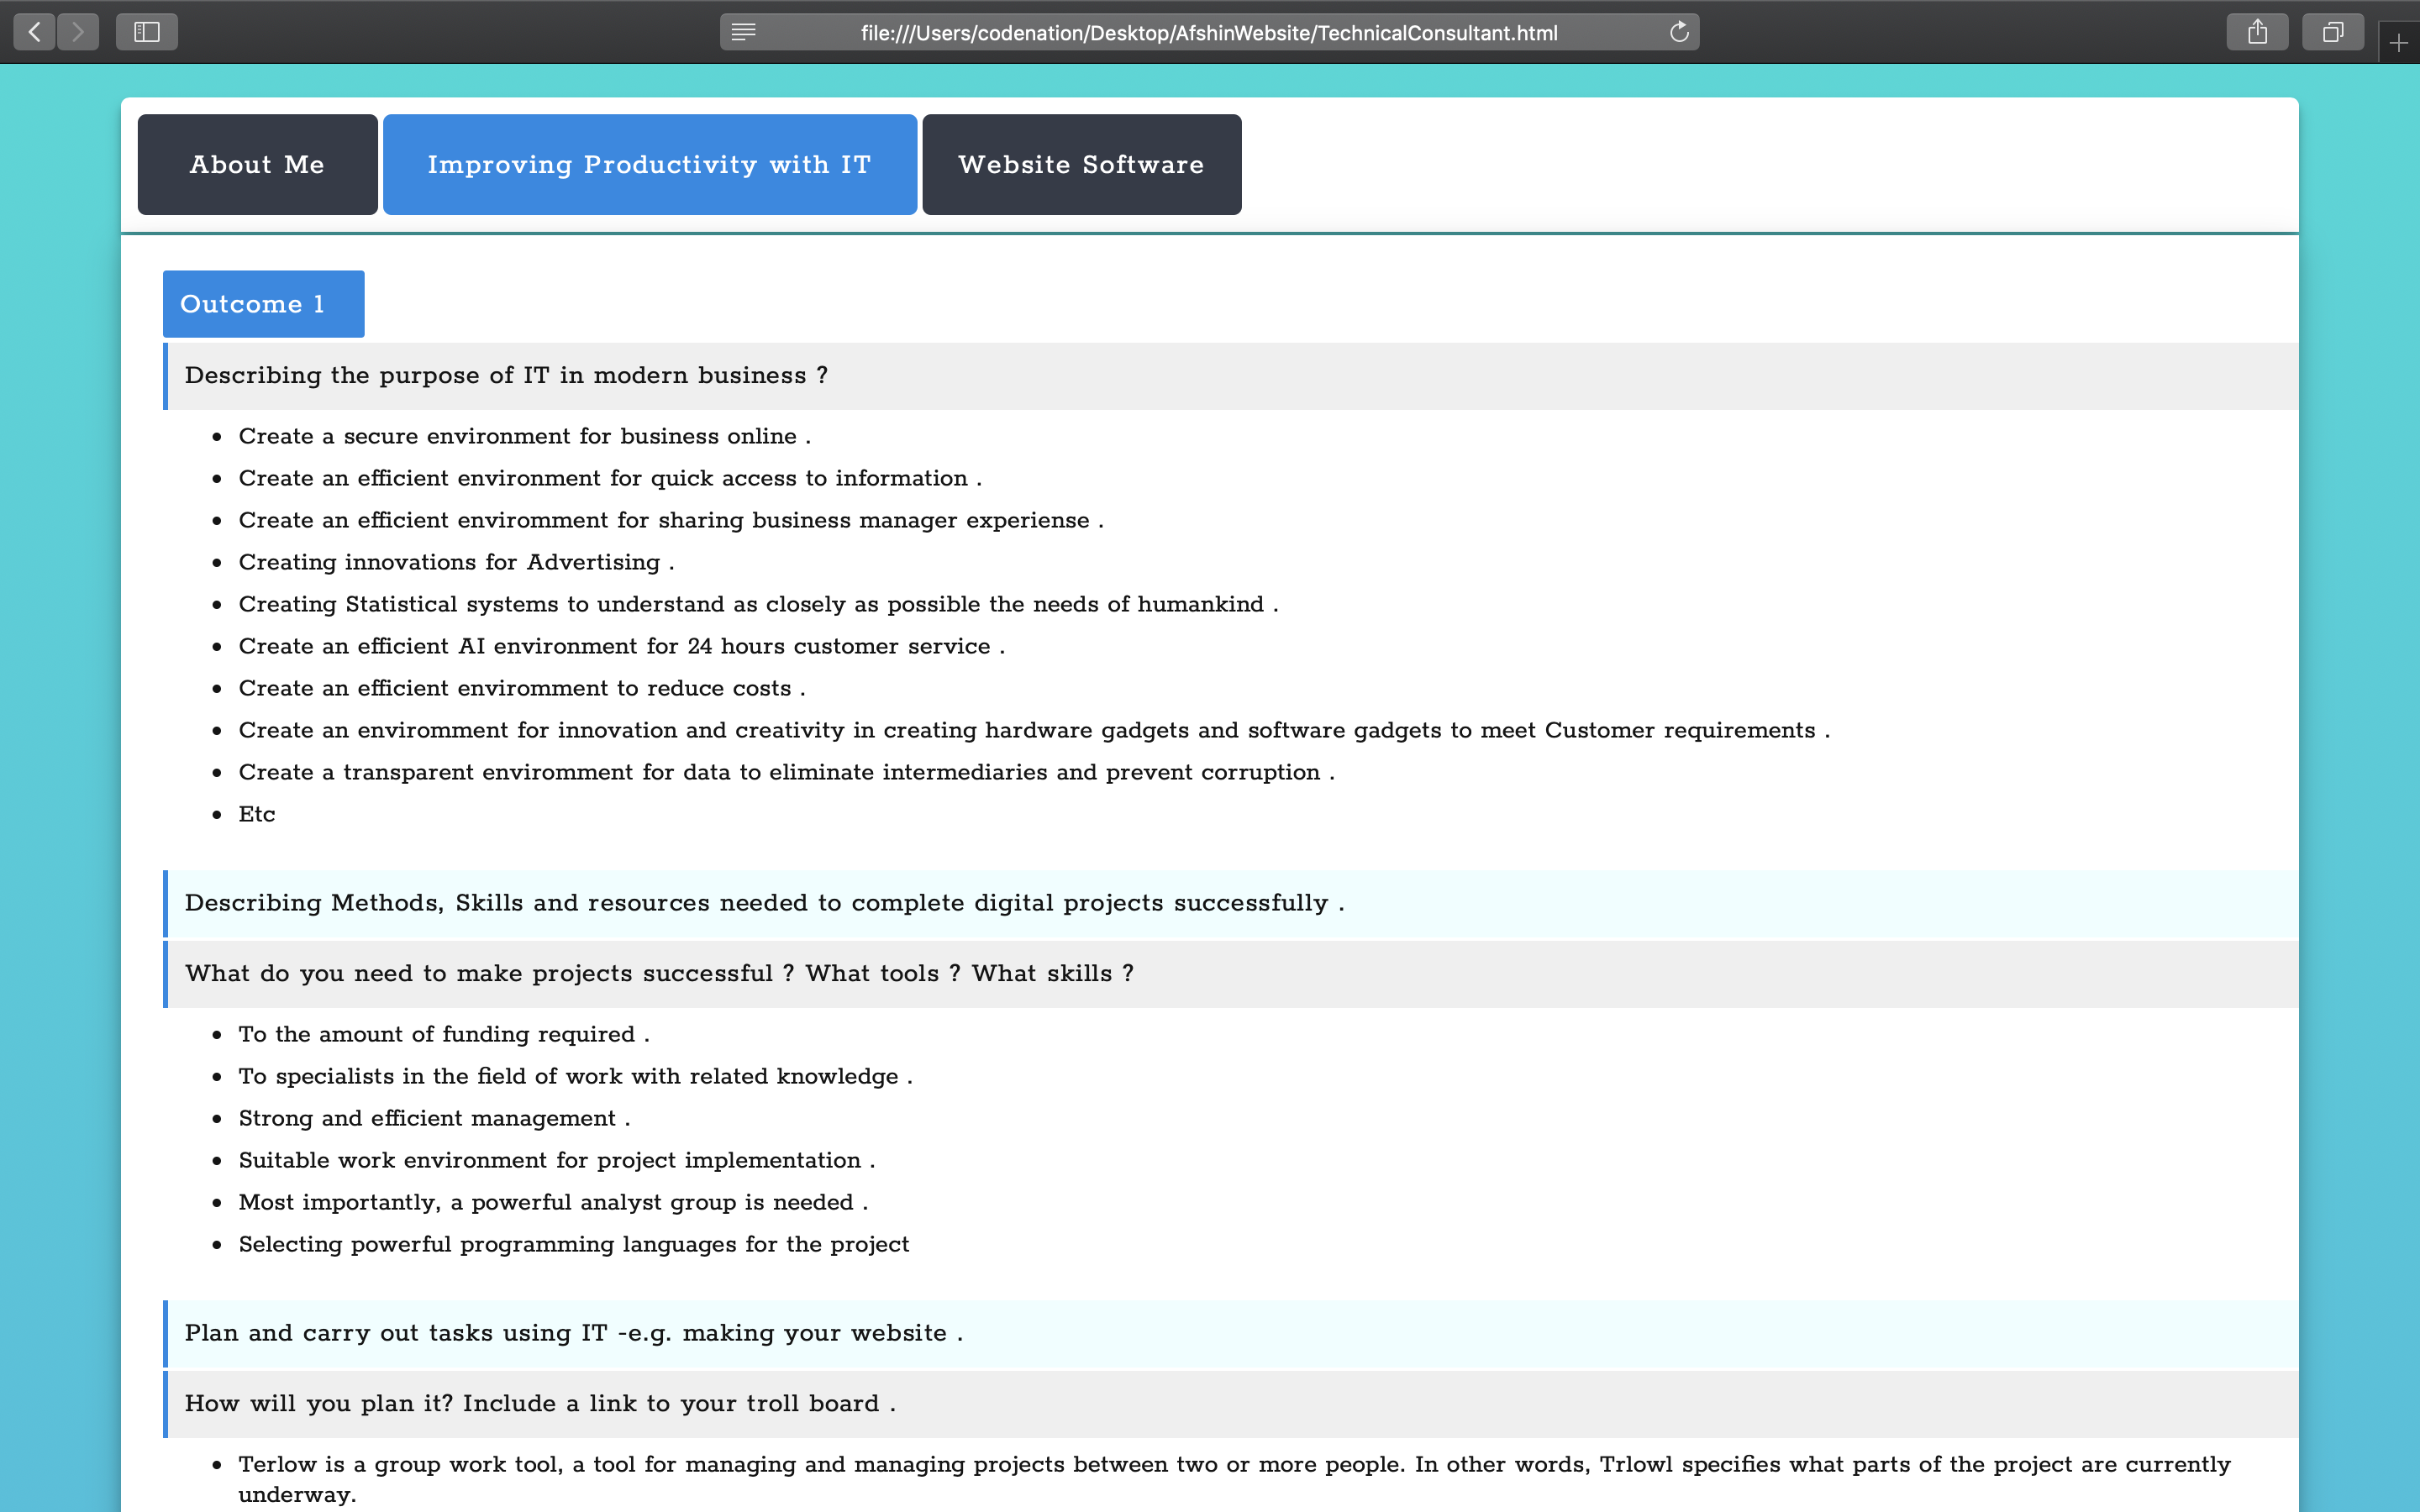 file:///Users/codenation/Desktop/AfshinWebsite/TechnicalConsultant.html
About Me
Improving Productivity with IT
Website Software
Outcome 1
Describing the purpose of IT in modern business ?
Create a secure environment for business online .
Create an efficient environment for quick access to information .
Create an efficient enviromment for sharing business manager experiense .
Creating innovations for Advertising .
Creating Statistical systems to understand as closely as possible the needs of humankind .
Create an efficient AI environment for 24 hours customer service .
Create an efficient enviromment to reduce costs .
Create an enviromment for innovation and creativity in creating hardware gadgets and software gadgets to meet Customer requirements .
Create a transparent enviromment for data to eliminate intermediaries and prevent corruption .
Etc
Describing Methods, Skills and resources needed to complete digital projects successfully .
What do you need to make projects successful ? What tools ? What skills ?
To the amount of funding required .
To specialists in the field of work with related knowledge .
Strong and efficient management .
Suitable work environment for project implementation .
Most importantly, a powerful analyst group is needed .
Selecting powerful programming languages for the project
Plan and carry out tasks using IT -e.g. making your website .
How will you plan it? Include a link to your troll board .
Terlow is a group work tool, a tool for managing and managing projects between two or more people. In other words, Trlowl specifies what parts of the project are currently
underway.